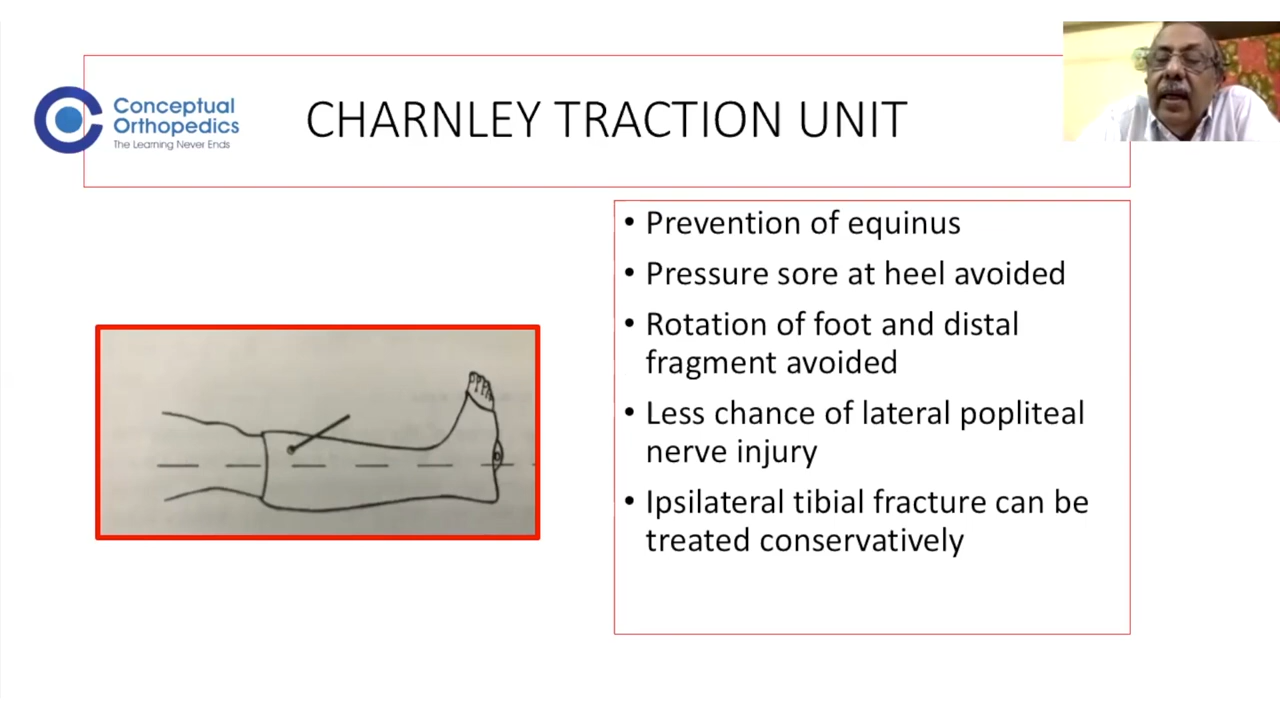 Conceptual
Orthopedics
The Learning Never Ends
CHARNLEY TRACTION UNIT
• Prevention of equinus
• Pressure sore at heel avoided
• Rotation of foot and distal
fragment avoided
• Less chance of lateral popliteal
nerve injury
• Ipsilateral tibial fracture can be
treated conservatively